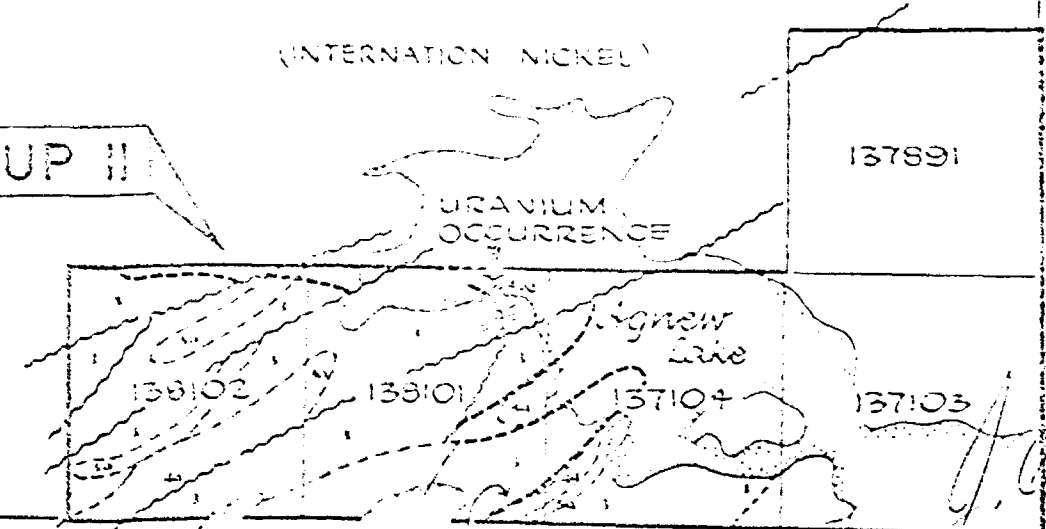 (INTERNATION NICKEL)
UP II
137891
URANIUM
OCCURRENCE
Agnew
Lake
138102
138101
137104
137103